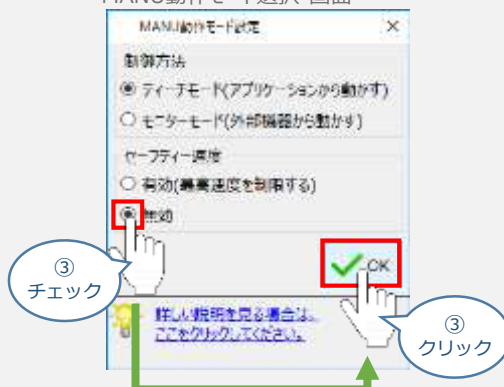 MANU動作モード選択 画面
MANU動作モード設定
制御方法
ティーチモード(アプリケーションから動かす)
モニターモード(外部機器から動かす)
セーフティー速度
有効(最高速度を制限する)
無効
OK
③
チェック
詳しい説明を見る場合は、
ここをクリックしてください。
③
クリック